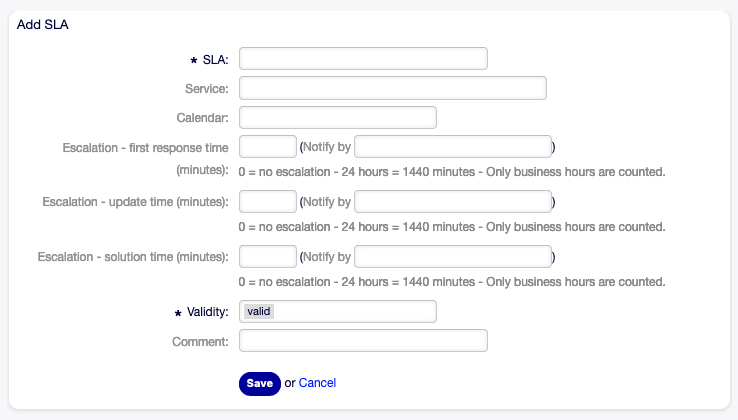 Add SLA
* SLA:
Service:
Calendar:
Escalation - first response time
(minutes):
(Notify by )
0 = no escalation - 24 hours = 1440 minutes - Only business hours are counted.
Escalation - update time (minutes): (Notify by )
0 = no escalation - 24 hours = 1440 minutes - Only business hours are counted.
Escalation - solution time (minutes): (Notify by )
0 = no escalation - 24 hours = 1440 minutes - Only business hours are counted.
* Validity: valid
Comment:
Save or Cancel